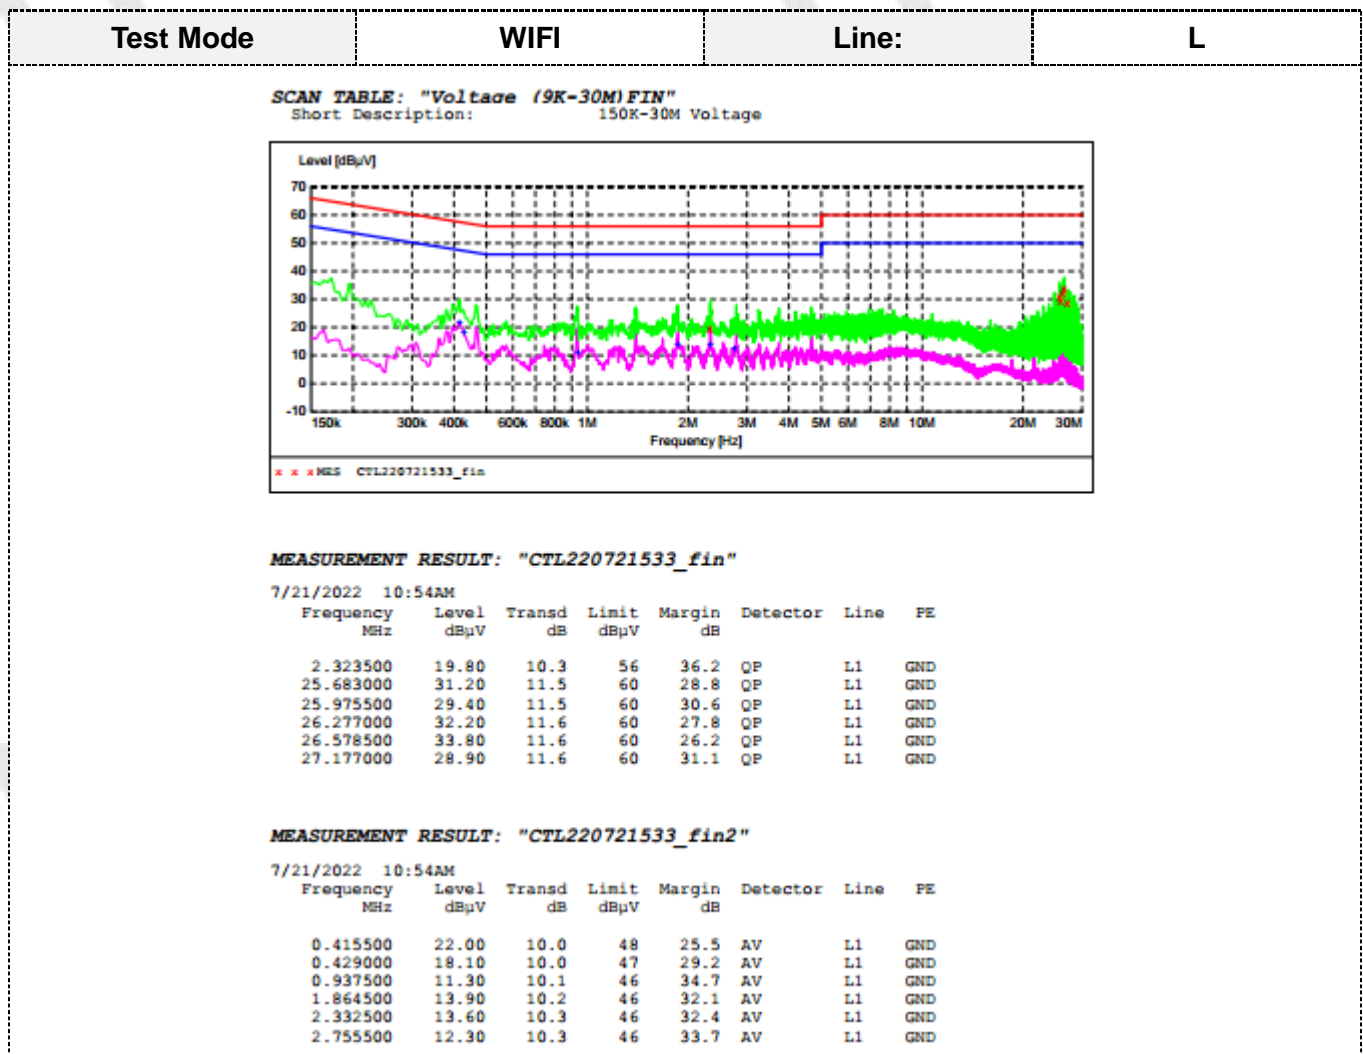 Test Mode WIFI Line: L
SCAN TABLE: "Voltage (9K-30M)FIN"
Short Description: 150K-30M Voltage
Level [dBµV]
70
60
50
40
30
20
10
0
-10
150k 300k 400k 600k 800k 1M 2M 3M 4M 5M 6M 8M 10M 20M 30M
Frequency [Hz]
x x xMES CTL220721533_fin
MEASUREMENT RESULT: "CTL220721533_fin"
7/21/2022 10:54AM
Frequency Level Transd Limit Margin Detector Line PE
MHz dBµV dB dBµV dB
2.323500 19.80 10.3 56 36.2 QP L1 GND
25.683000 31.20 11.5 60 28.8 QP L1 GND
25.975500 29.40 11.5 60 30.6 QP L1 GND
26.277000 32.20 11.6 60 27.8 QP L1 GND
26.578500 33.80 11.6 60 26.2 QP L1 GND
27.177000 28.90 11.6 60 31.1 QP L1 GND
MEASUREMENT RESULT: "CTL220721533_fin2"
7/21/2022 10:54AM
Frequency Level Transd Limit Margin Detector Line PE
MHz dBµV dB dBµV dB
0.415500 22.00 10.0 48 25.5 AV L1 GND
0.429000 18.10 10.0 47 29.2 AV L1 GND
0.937500 11.30 10.1 46 34.7 AV L1 GND
1.864500 13.90 10.2 46 32.1 AV L1 GND
2.332500 13.60 10.3 46 32.4 AV L1 GND
2.755500 12.30 10.3 46 33.7 AV L1 GND